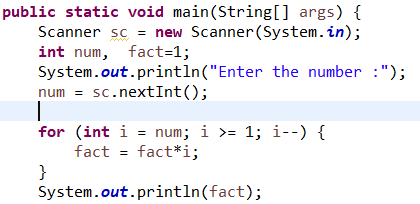 public static void main(String[] args) {
    Scanner sc = new Scanner(System.in);
    int num,  fact=1;
    System.out.println("Enter the number :");
    num = sc.nextInt();
    for (int i = num; i >= 1; i--) {
        fact = fact*i;
    }
    System.out.println(fact);